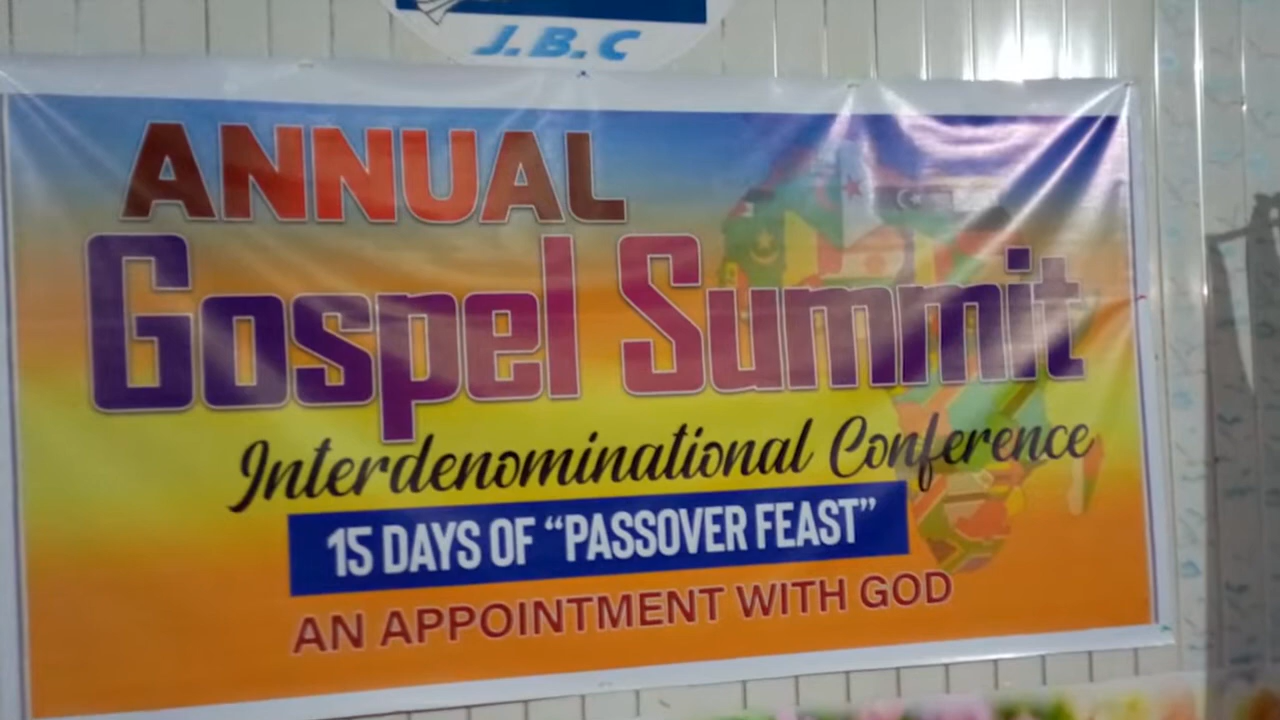 J.B.C
ANNUAL
Gospel Summit
Interdenominational Conference
15 DAYS OF “PASSOVER FEAST”
AN APPOINTMENT WITH GOD